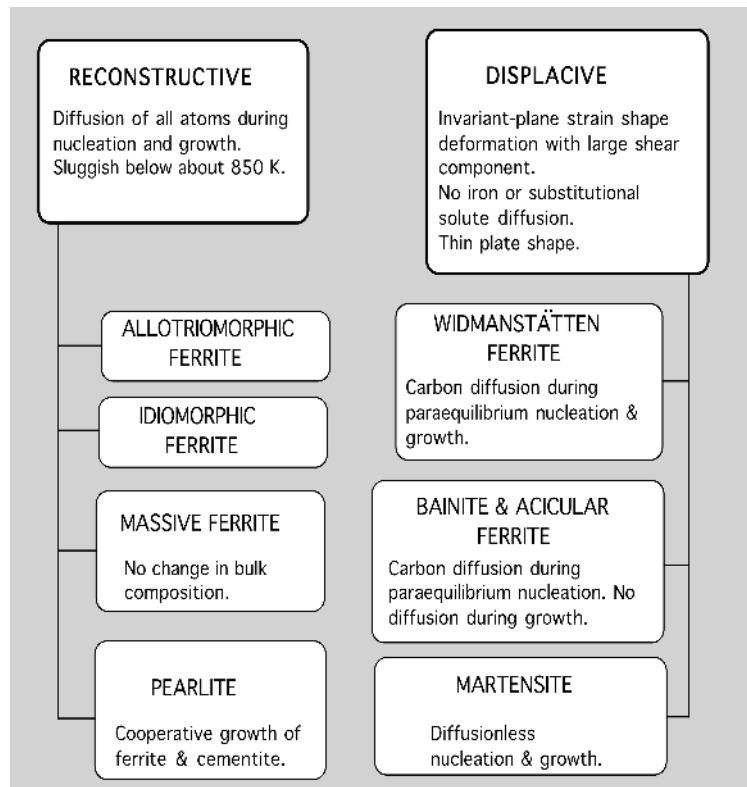 RECONSTRUCTIVE
Diffusion of all atoms during
nucleation and growth.
Sluggish below about 850 K.
ALLOTRIOMORPHIC
FERRITE
IDIOMORPHIC
FERRITE
MASSIVE FERRITE
No change in bulk
composition.
PEARLITE
Cooperative growth of
ferrite & cementite.
DISPLACIVE
Invariant-plane strain shape
deformation with large shear
component.
No iron or substitutional
solute diffusion.
Thin plate shape.
WIDMANSTÄTTEN
FERRITE
Carbon diffusion during
paraequilibrium nucleation &
growth.
BAINITE & ACICULAR
FERRITE
Carbon diffusion during
paraequilibrium nucleation. No
diffusion during growth.
MARTENSITE
Diffusionless
nucleation & growth.